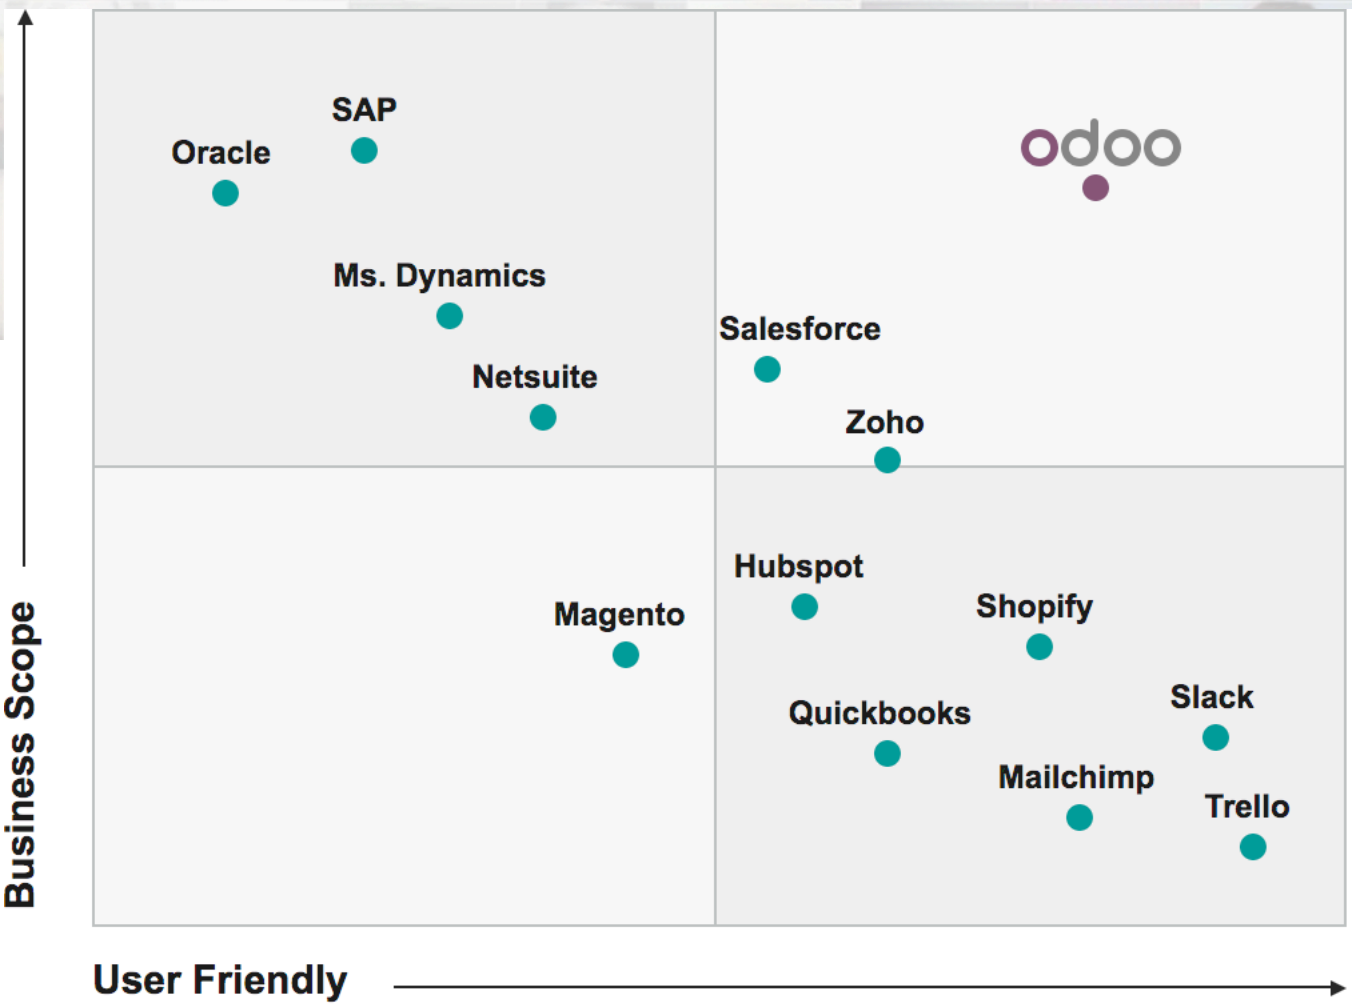 SAP
Oracle
odoo
Ms. Dynamics
Salesforce
Netsuite
Zoho
Hubspot
Shopify
Magento
Slack
Quickbooks
Mailchimp
Trello
Business Scope
User Friendly